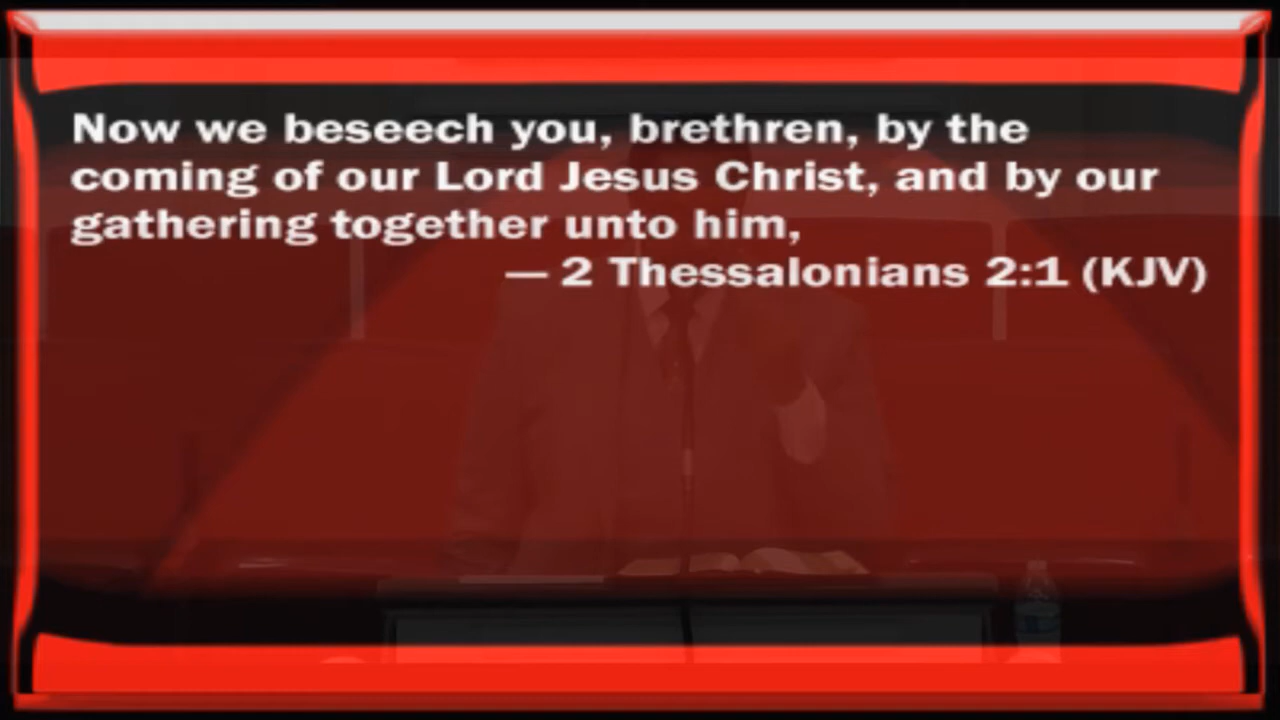 Now we beseech you, brethren, by the
coming of our Lord Jesus Christ, and by our
gathering together unto him,
— 2 Thessalonians 2:1 (KJV)